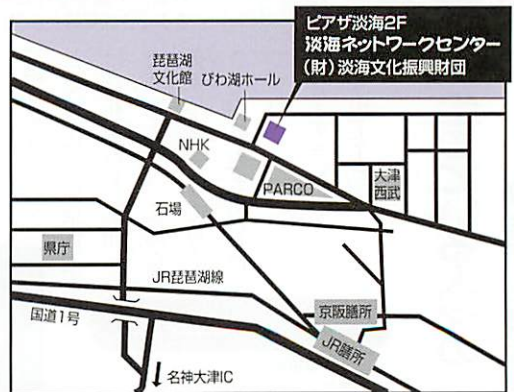 ピアザ淡海2F
淡海ネットワークセンター
(財)淡海文化振興財団
琵琶湖
文化館
びわ湖ホール
NHK
PARCO
大津
西武
石場
県庁
JR琵琶湖線
国道1号
京阪膳所
JR膳所
名神大津IC